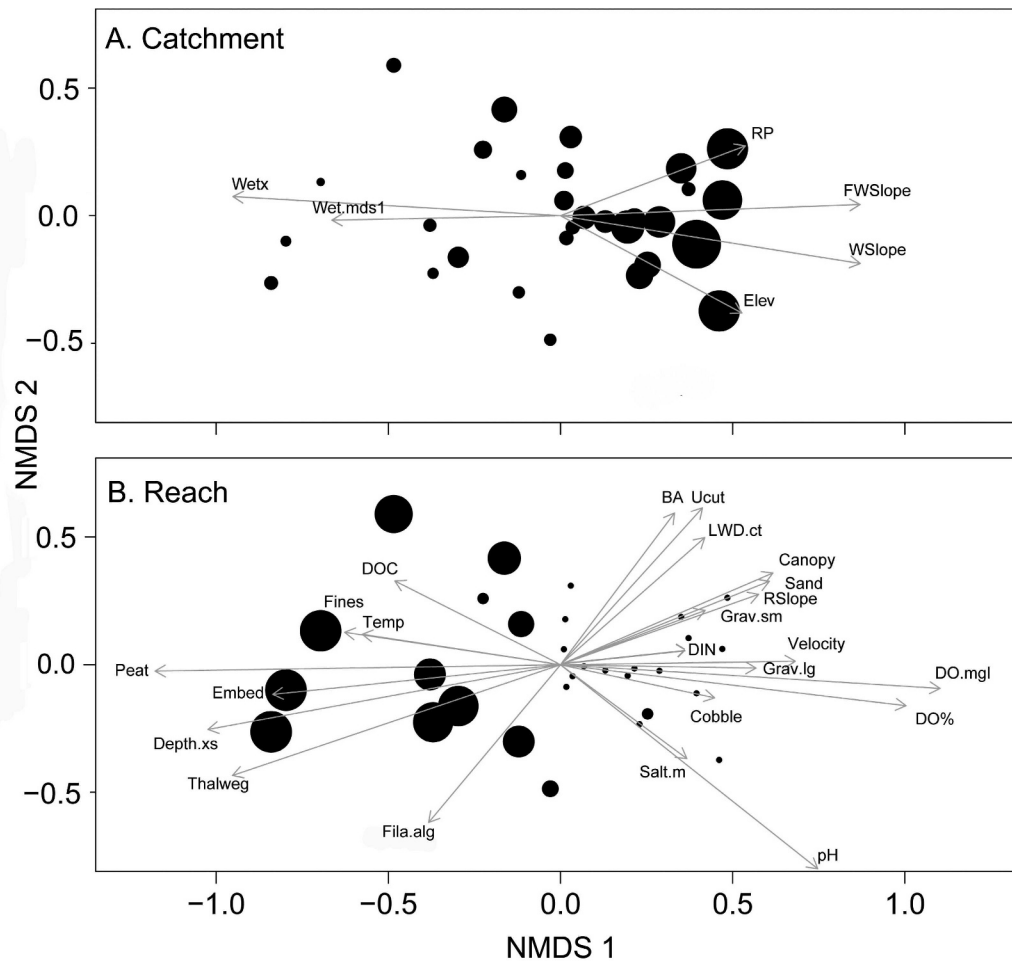 A. Catchment
0.5
0.0
−0.5
RP
FWSlope
WSlope
Elev
Wetx
Wet.mds1
NMDS 2
B. Reach
0.5
0.0
−0.5
BA
Ucut
LWD.ct
DOC
Canopy
Sand
RSlope
Grav.sm
Fines
Temp
DIN
Velocity
Peat
Grav.lg
DO.mgl
Embed
Cobble
DO%
Depth.xs
Salt.m
Thalweg
Fila.alg
pH
−1.0
−0.5
0.0
0.5
1.0
NMDS 1